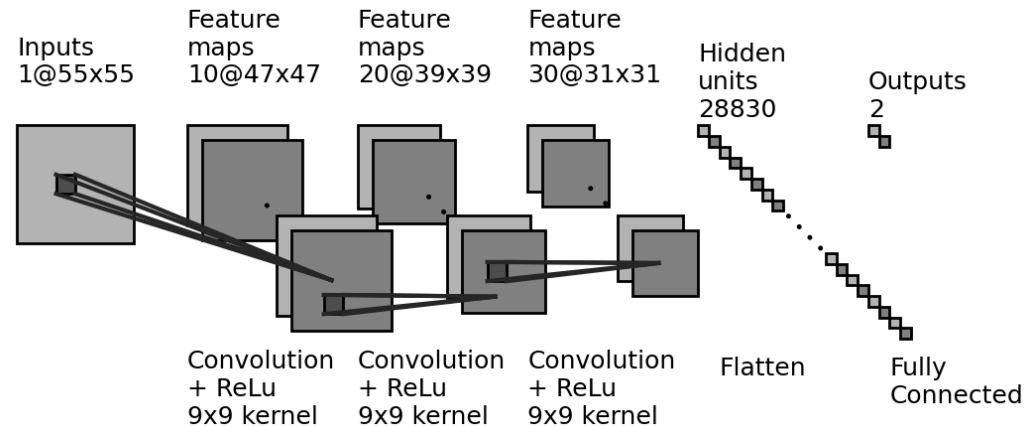 Inputs
1@55x55
Feature
maps
10@47x47
Feature
maps
20@39x39
Feature
maps
30@31x31
Hidden
units
28830
Outputs
2
Convolution
+ ReLu
9x9 kernel
Convolution
+ ReLu
9x9 kernel
Convolution
+ ReLu
9x9 kernel
Flatten
Fully
Connected